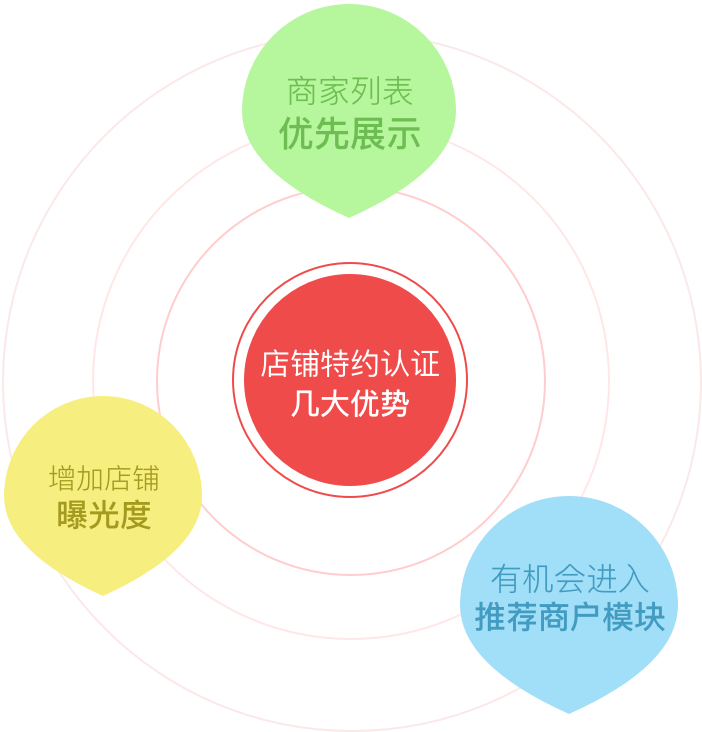 商家列表
优先展示
店铺特约认证
几大优势
增加店铺
曝光度
有机会进入
推荐商户模块